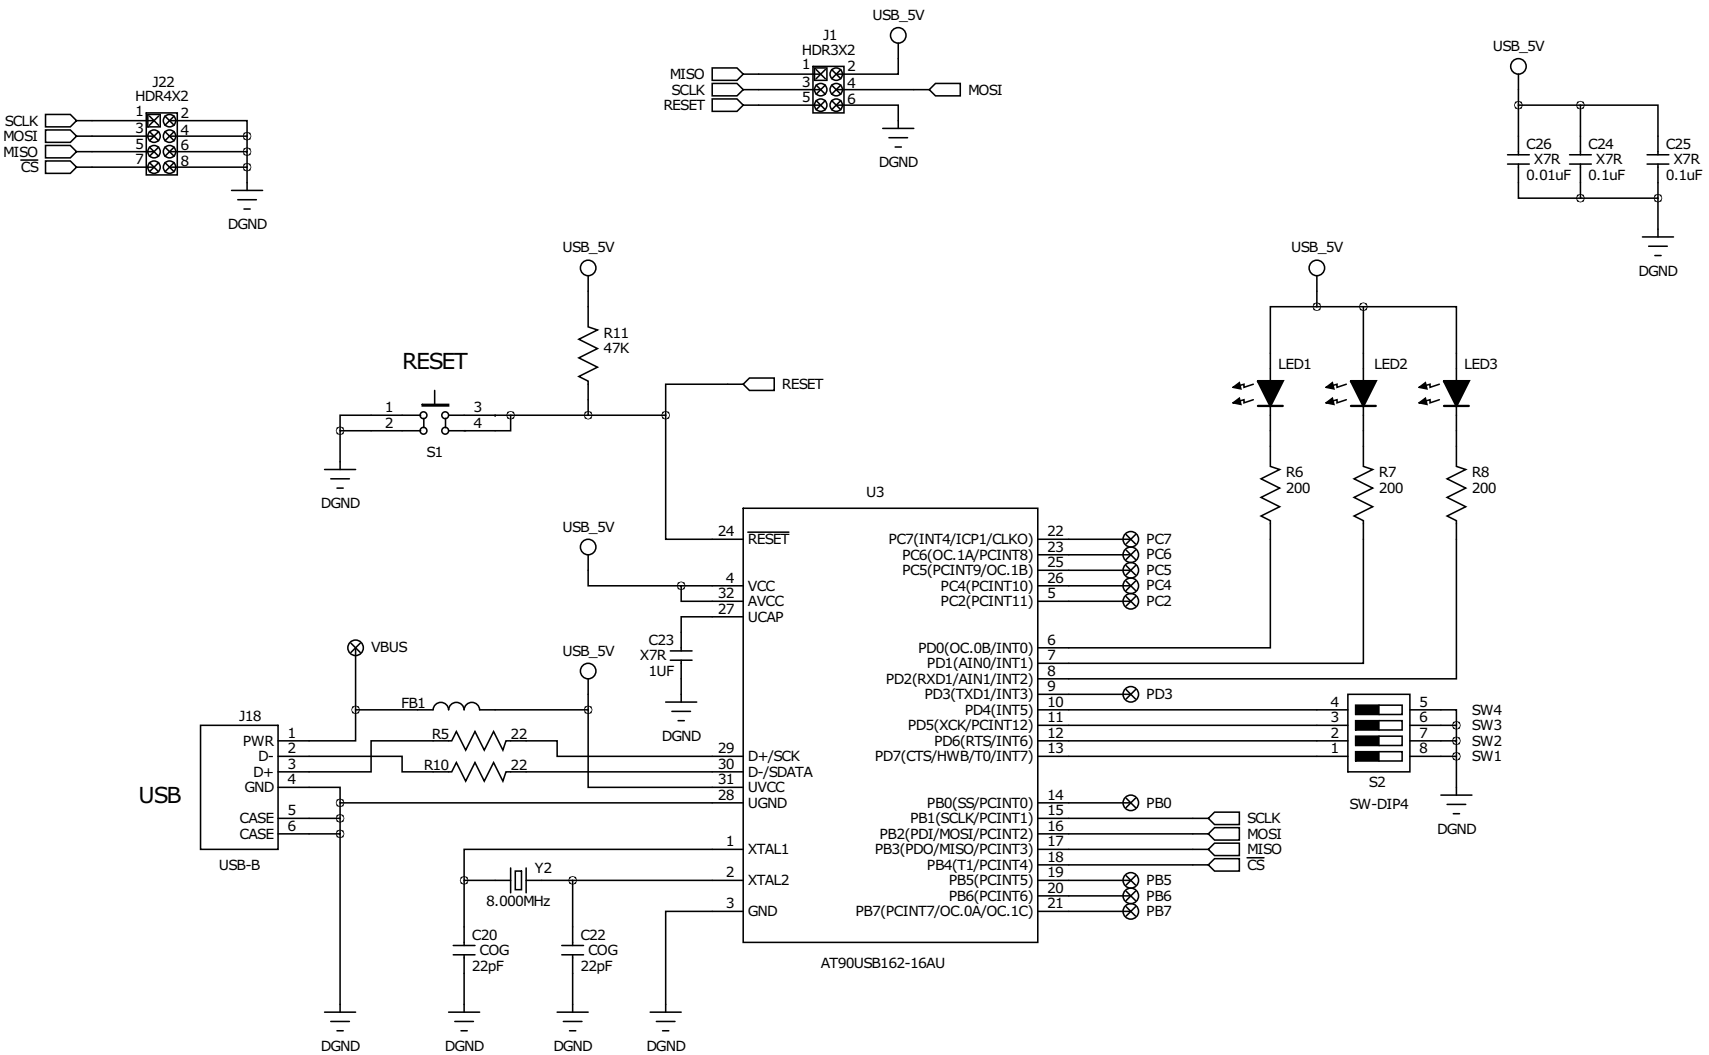 USB_5V
J1
HDR3X2
MISO 1 2
SCLK 3 4 MOSI
RESET 5 6
DGND
J22
HDR4X2
SCLK 1 2
MOSI 3 4
MISO 5 6
CS 7 8
DGND
USB_5V
C26 C24 C25
X7R X7R X7R
0.01uF 0.1uF 0.1uF
DGND
USB_5V
R11
47K
RESET
RESET
1 3
2 4
S1
DGND
USB_5V
LED1 LED2 LED3
R6 R7 R8
200 200 200
U3
USB_5V
24 RESET
4 VCC
32 AVCC
27 UCAP
C23
X7R
1UF
DGND
VBUS
USB_5V
FB1
J18
PWR 1
D- 2
D+ 3
GND 4
CASE 5
CASE 6
USB
USB-B
R5 22
R10 22
29 D+/SCK
30 D-/SDATA
31 UVCC
28 UGND
1 XTAL1
2 XTAL2
3 GND
Y2
8.000MHz
C20 C22
COG COG
22pF 22pF
DGND DGND DGND DGND
PC7(INT4/ICP1/CLKO) 22 PC7
PC6(OC.1A/PCINT8) 23 PC6
PC5(PCINT9/OC.1B) 25 PC5
PC4(PCINT10) 26 PC4
PC2(PCINT11) 5 PC2
PD0(OC.0B/INT0) 6
PD1(AIN0/INT1) 7
PD2(RXD1/AIN1/INT2) 8
PD3(TXD1/INT3) 9 PD3
PD4(INT5) 10 4 5 SW4
PD5(XCK/PCINT12) 11 3 6 SW3
PD6(RTS/INT6) 12 2 7 SW2
PD7(CTS/HWB/T0/INT7) 13 1 8 SW1
S2
SW-DIP4
DGND
PB0(SS/PCINT0) 14 PB0
PB1(SCLK/PCINT1) 15 SCLK
PB2(PDI/MOSI/PCINT2) 16 MOSI
PB3(PDO/MISO/PCINT3) 17 MISO
PB4(T1/PCINT4) 18 CS
PB5(PCINT5) 19 PB5
PB6(PCINT6) 20 PB6
PB7(PCINT7/OC.0A/OC.1C) 21 PB7
AT90USB162-16AU